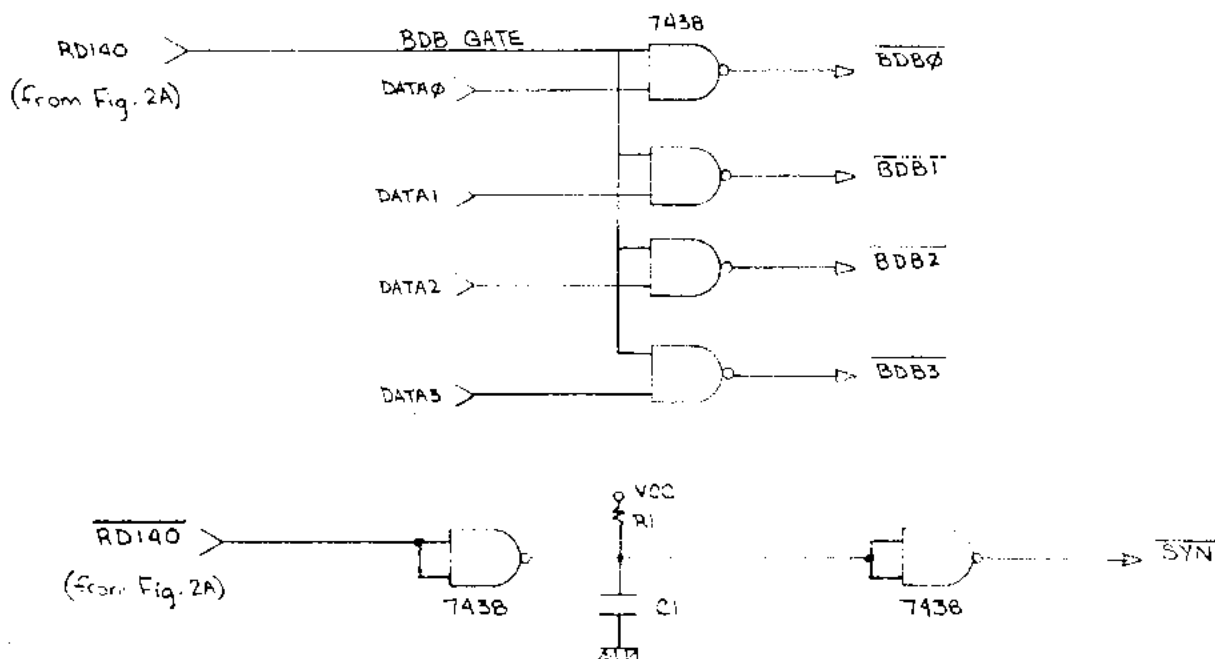 7438
RD140
BDB GATE
BDBØ
(from Fig. 2A)
DATAØ
BDB1
DATA1
BDB2
DATA2
BDB3
DATA3
VCC
R1
RD140
SYN
(from Fig. 2A)
7438
C1
7438